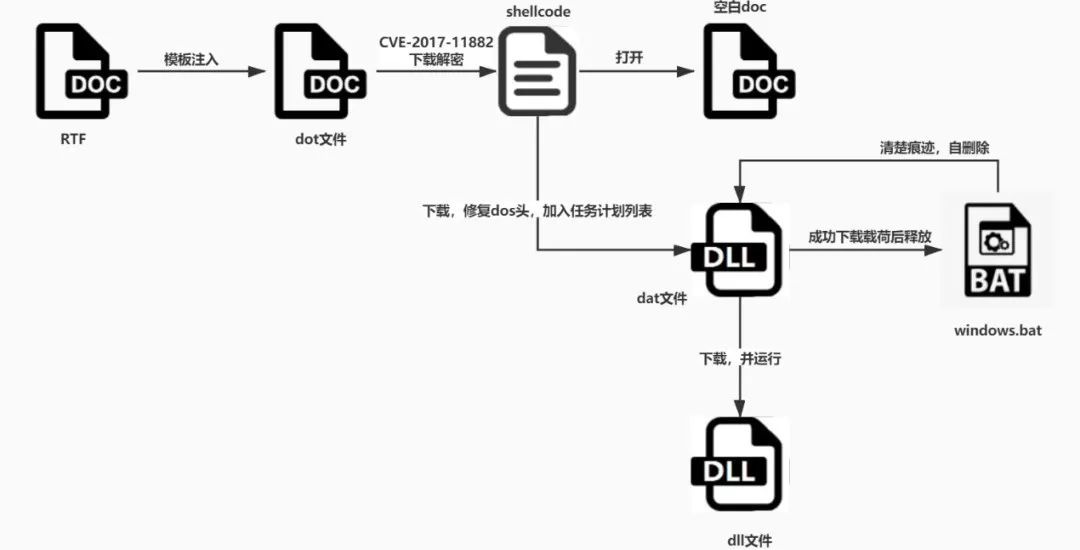 shellcode
空白doc
CVE-2017-11882
模板注入
下载解密
打开
DOC
DOC
DOC
RTF
dot文件
清楚痕迹，自删除
下载，修复dos头，加入任务计划列表
成功下载载荷后释放
DLL
BAT
dat文件
windows.bat
下载，并运行
DLL
dll文件